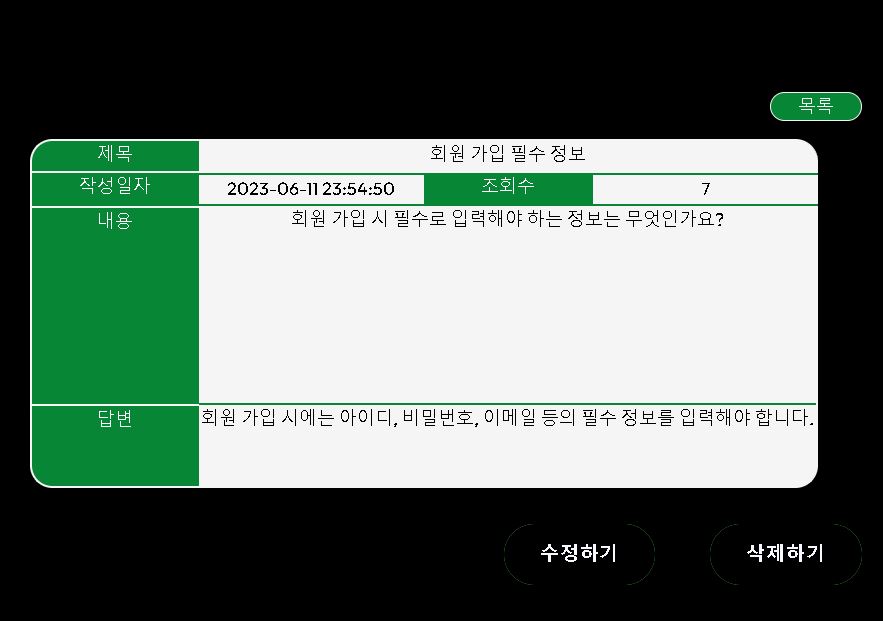 목록
제목 회원 가입 필수 정보
작성일자 2023-06-11 23:54:50 조회수 7
내용 회원 가입 시 필수로 입력해야 하는 정보는 무엇인가요?
답변 회원 가입 시에는 아이디, 비밀번호, 이메일 등의 필수 정보를 입력해야 합니다.
수정하기 삭제하기